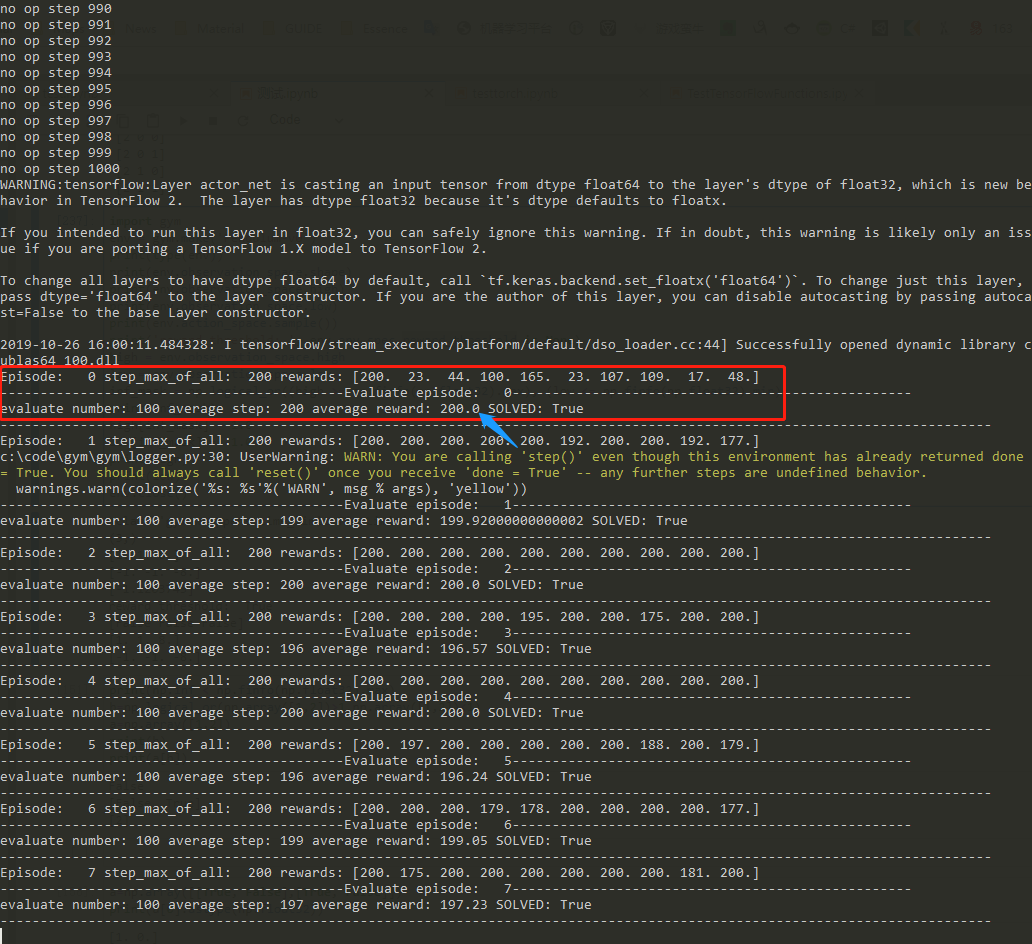 no op step 990
no op step 991
no op step 992
no op step 993
no op step 994
no op step 995
no op step 996
no op step 997
no op step 998
no op step 999
no op step 1000
WARNING:tensorflow:Layer actor_net is casting an input tensor from dtype float64 to the layer's dtype of float32, which is new be
havior in TensorFlow 2.  The layer has dtype float32 because it's dtype defaults to floatx.
If you intended to run this layer in float32, you can safely ignore this warning. If in doubt, this warning is likely only an iss
ue if you are porting a TensorFlow 1.X model to TensorFlow 2.
To change all layers to have dtype float64 by default, call `tf.keras.backend.set_floatx('float64')`. To change just this layer,
pass dtype='float64' to the layer constructor. If you are the author of this layer, you can disable autocasting by passing autoca
st=False to the base Layer constructor.
2019-10-26 16:00:11.484328: I tensorflow/stream_executor/platform/default/dso_loader.cc:44] Successfully opened dynamic library c
ublas64_100.dll
Episode:   0 step_max_of_all:  200 rewards: [200.  23.  44. 100. 165.  23. 107. 109.  17.  48.]
-------------------------------------------Evaluate episode:   0--------------------------------------------------
evaluate number: 100 average step: 200 average reward: 200.0 SOLVED: True
----------------------------------------------------------------------------------------------------------------------------
Episode:   1 step_max_of_all:  200 rewards: [200. 200. 200. 200. 200. 192. 200. 200. 192. 177.]
c:\code\gym\gym\logger.py:30: UserWarning: WARN: You are calling 'step()' even though this environment has already returned done
= True. You should always call 'reset()' once you receive 'done = True' -- any further steps are undefined behavior.
  warnings.warn(colorize('%s: %s'%('WARN', msg % args), 'yellow'))
-------------------------------------------Evaluate episode:   1--------------------------------------------------
evaluate number: 100 average step: 199 average reward: 199.92000000000002 SOLVED: True
----------------------------------------------------------------------------------------------------------------------------
Episode:   2 step_max_of_all:  200 rewards: [200. 200. 200. 200. 200. 200. 200. 200. 200. 200.]
-------------------------------------------Evaluate episode:   2--------------------------------------------------
evaluate number: 100 average step: 200 average reward: 200.0 SOLVED: True
----------------------------------------------------------------------------------------------------------------------------
Episode:   3 step_max_of_all:  200 rewards: [200. 200. 200. 200. 195. 200. 200. 175. 200. 200.]
-------------------------------------------Evaluate episode:   3--------------------------------------------------
evaluate number: 100 average step: 196 average reward: 196.57 SOLVED: True
----------------------------------------------------------------------------------------------------------------------------
Episode:   4 step_max_of_all:  200 rewards: [200. 200. 200. 200. 200. 200. 200. 200. 200. 200.]
-------------------------------------------Evaluate episode:   4--------------------------------------------------
evaluate number: 100 average step: 200 average reward: 200.0 SOLVED: True
----------------------------------------------------------------------------------------------------------------------------
Episode:   5 step_max_of_all:  200 rewards: [200. 197. 200. 200. 200. 200. 200. 188. 200. 179.]
-------------------------------------------Evaluate episode:   5--------------------------------------------------
evaluate number: 100 average step: 196 average reward: 196.24 SOLVED: True
----------------------------------------------------------------------------------------------------------------------------
Episode:   6 step_max_of_all:  200 rewards: [200. 200. 200. 179. 178. 200. 200. 200. 200. 177.]
-------------------------------------------Evaluate episode:   6--------------------------------------------------
evaluate number: 100 average step: 199 average reward: 199.05 SOLVED: True
----------------------------------------------------------------------------------------------------------------------------
Episode:   7 step_max_of_all:  200 rewards: [200. 175. 200. 200. 200. 200. 200. 200. 181. 200.]
-------------------------------------------Evaluate episode:   7--------------------------------------------------
evaluate number: 100 average step: 197 average reward: 197.23 SOLVED: True
----------------------------------------------------------------------------------------------------------------------------